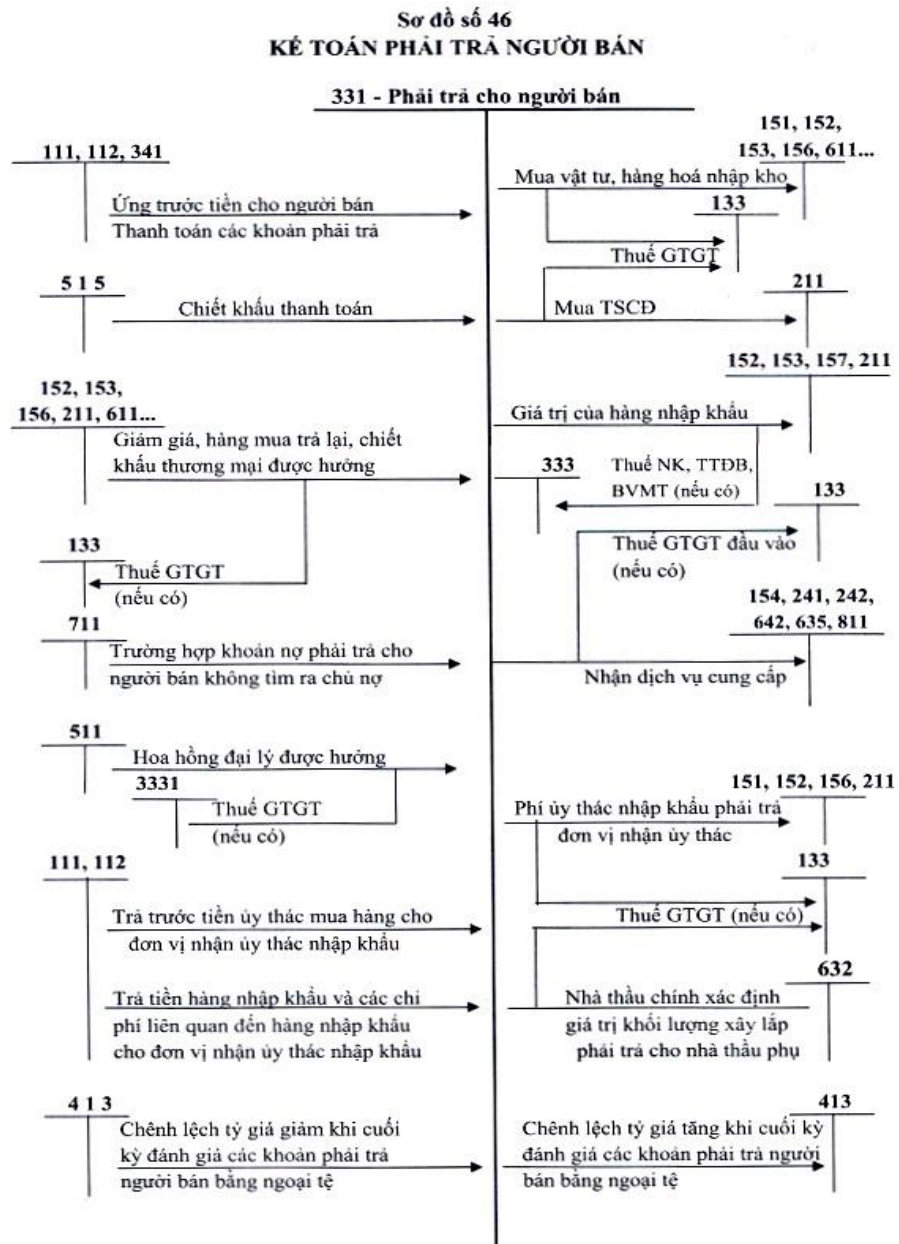 Sơ đồ số 46
KẾ TOÁN PHẢI TRẢ NGƯỜI BÁN
331 - Phải trả cho người bán
111, 112, 341
Ứng trước tiền cho người bán
Thanh toán các khoản phải trả
5 1 5
Chiết khấu thanh toán
152, 153,
156, 211, 611...
Giảm giá, hàng mua trả lại, chiết
khấu thương mại được hưởng
133
Thuế GTGT
(nếu có)
711
Trường hợp khoản nợ phải trả cho
người bán không tìm ra chủ nợ
511
Hoa hồng đại lý được hưởng
3331
Thuế GTGT
(nếu có)
111, 112
Trả trước tiền ủy thác mua hàng cho
đơn vị nhận ủy thác nhập khẩu
Trả tiền hàng nhập khẩu và các chi
phí liên quan đến hàng nhập khẩu
cho đơn vị nhận ủy thác nhập khẩu
4 1 3
Chênh lệch tỷ giá giảm khi cuối
kỳ đánh giá các khoản phải trả
người bán bằng ngoại tệ
151, 152,
153, 156, 611...
Mua vật tư, hàng hoá nhập kho
133
Thuế GTGT
211
Mua TSCĐ
152, 153, 157, 211
Giá trị của hàng nhập khẩu
333
Thuế NK, TTĐB,
BVMT (nếu có)
133
Thuế GTGT đầu vào
(nếu có)
154, 241, 242,
642, 635, 811
Nhận dịch vụ cung cấp
151, 152, 156, 211
Phí ủy thác nhập khẩu phải trả
đơn vị nhận ủy thác
133
Thuế GTGT (nếu có)
632
Nhà thầu chính xác định
giá trị khối lượng xây lắp
phải trả cho nhà thầu phụ
413
Chênh lệch tỷ giá tăng khi cuối kỳ
đánh giá các khoản phải trả người
bán bằng ngoại tệ